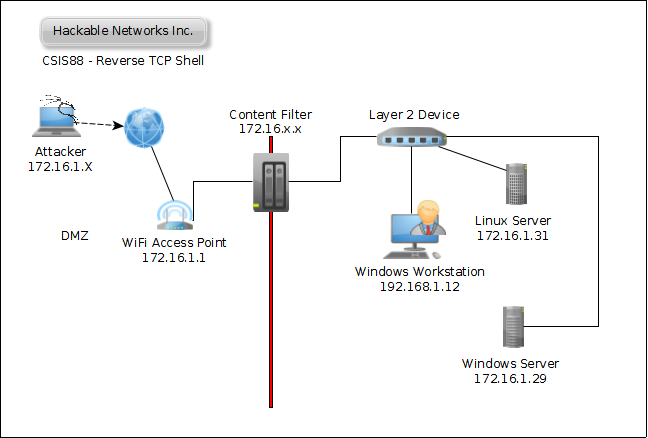 Hackable Networks Inc.
CSIS88 - Reverse TCP Shell
Attacker
172.16.1.X
DMZ
WiFi Access Point
172.16.1.1
Content Filter
172.16.x.x
Layer 2 Device
Linux Server
172.16.1.31
Windows Workstation
192.168.1.12
Windows Server
172.16.1.29